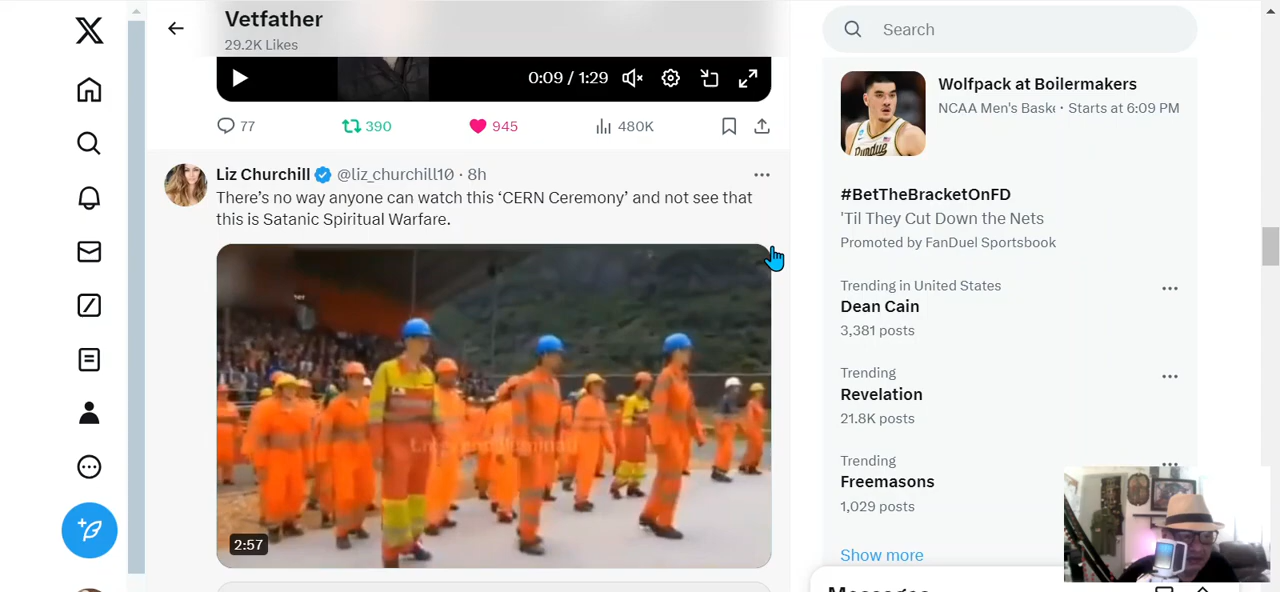 Vetfather
29.2K Likes
0:09 / 1:29
77
390
945
480K
Liz Churchill @liz_churchill10 · 8h
There's no way anyone can watch this 'CERN Ceremony' and not see that
this is Satanic Spiritual Warfare.
2:57
Search
Wolfpack at Boilermakers
NCAA Men's Baske · Starts at 6:09 PM
#BetTheBracketOnFD
'Til They Cut Down the Nets
Promoted by FanDuel Sportsbook
Trending in United States
Dean Cain
3,381 posts
Trending
Revelation
21.8K posts
Trending
Freemasons
1,029 posts
Show more
Messages